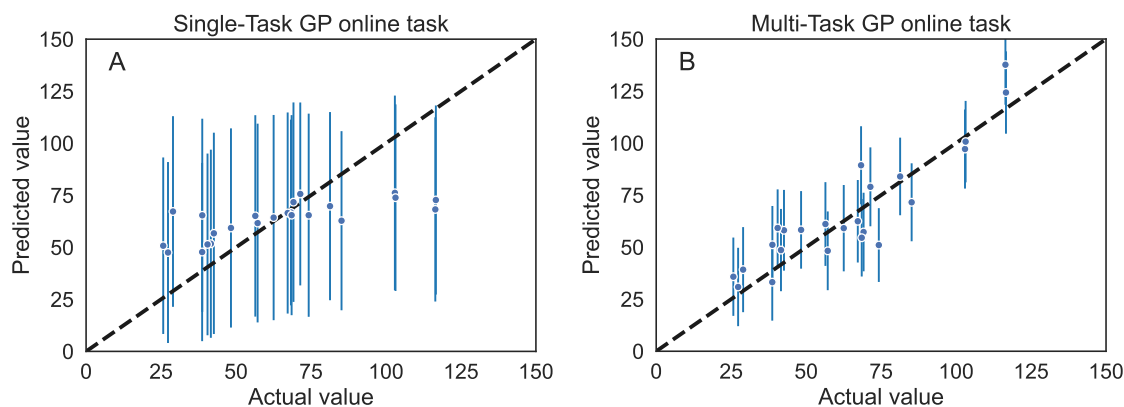 Single-Task GP online task
A
Predicted value
150
125
100
75
50
25
0
0 25 50 75 100 125 150
Actual value
Multi-Task GP online task
B
Predicted value
150
125
100
75
50
25
0
0 25 50 75 100 125 150
Actual value